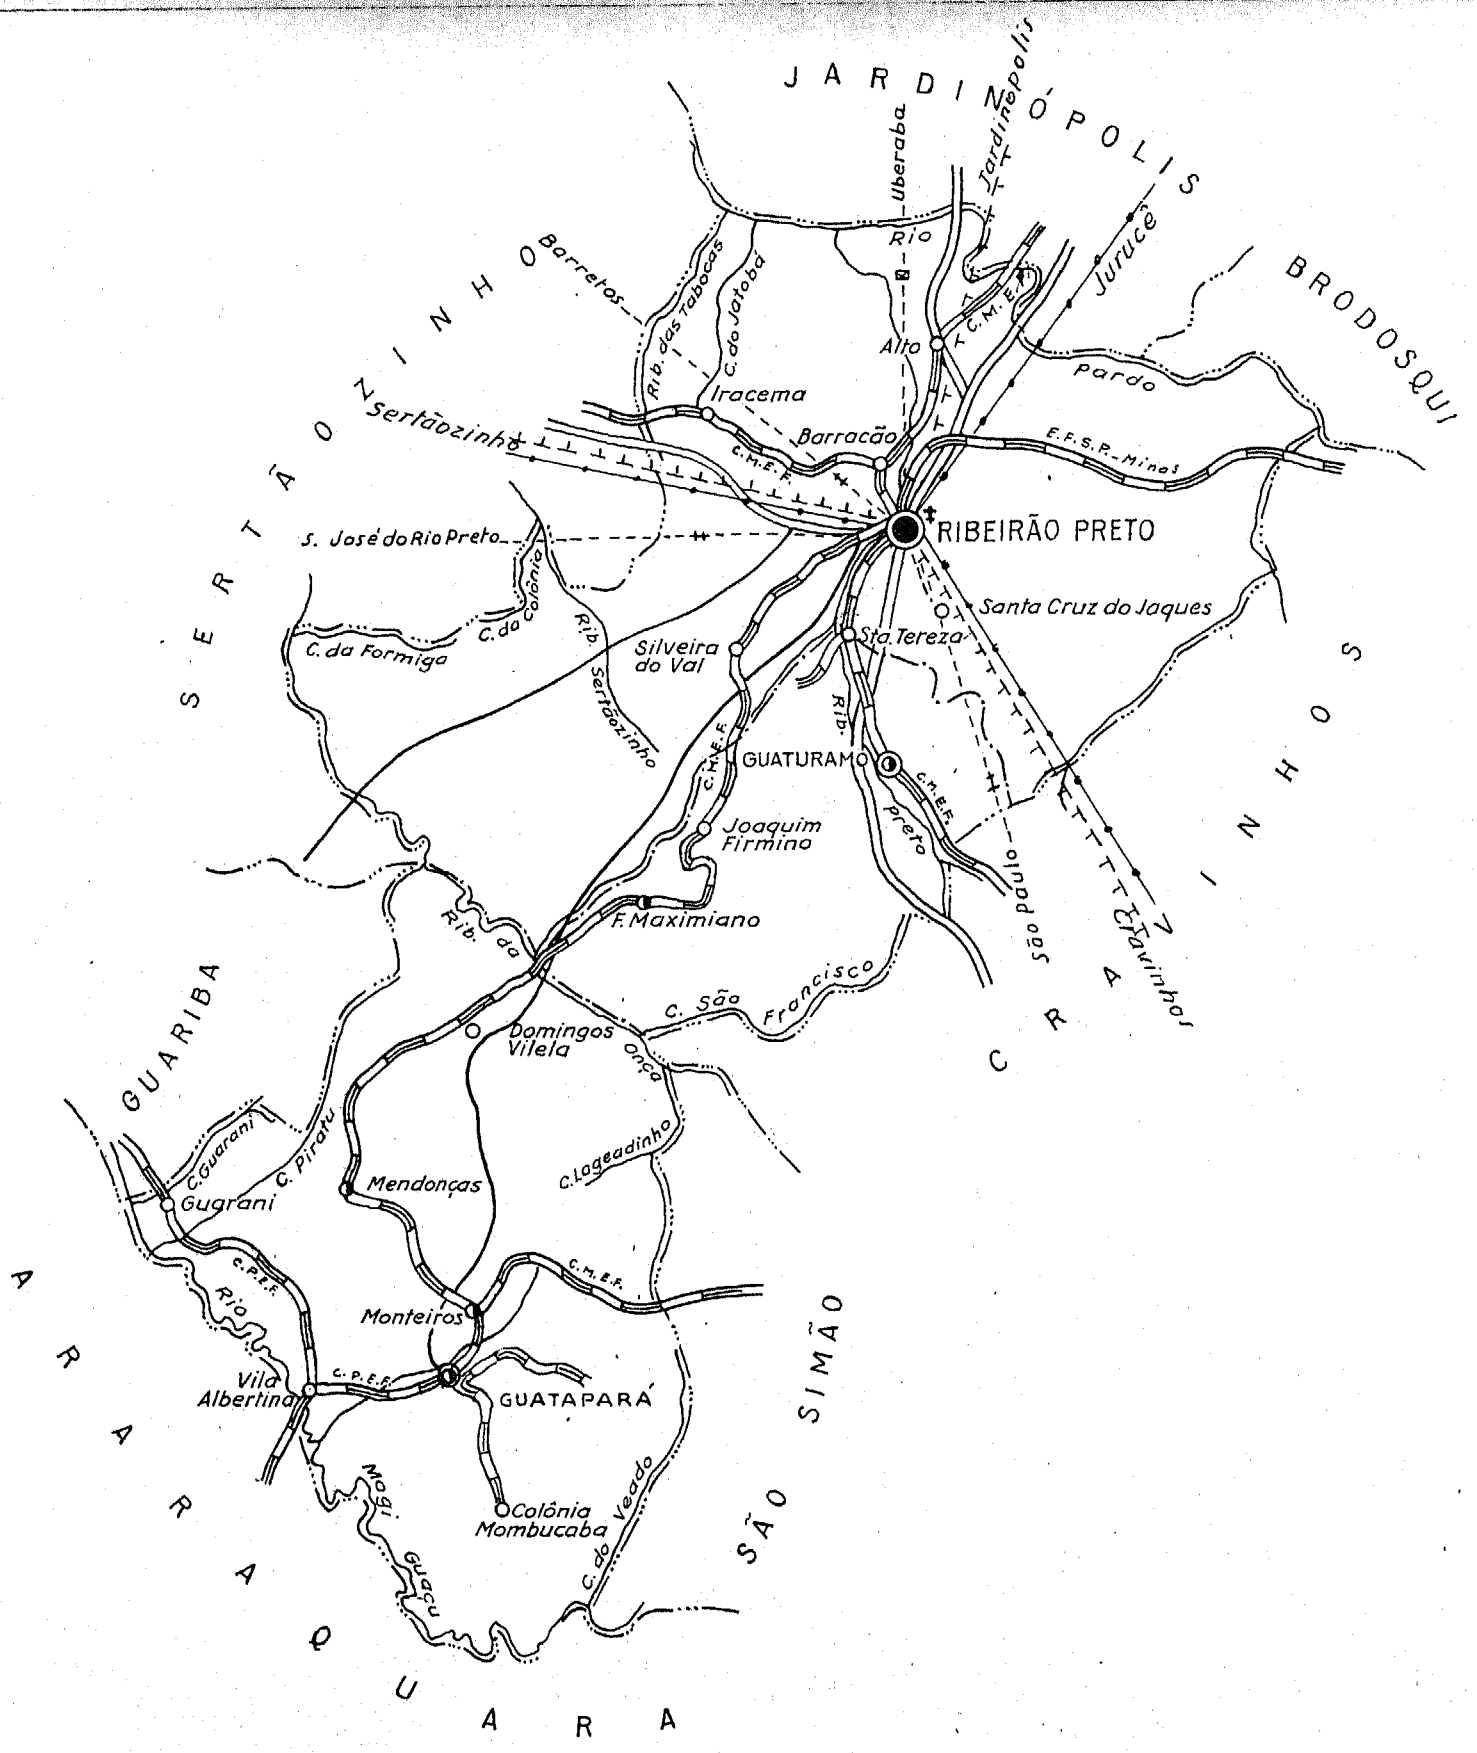 JARDINÓPOLIS
Jardinópolis
Uberaba
Jurucê
BRODOSQUI
Barretos
SERTÃOZINHO
Rio
Rib. das Tabocas
C. do Jatobá
C. M. E. F.
Alto
Pardo
Iracema
Sertãozinho
Barracão
C.M.E.F.
E.F.S.P._Minas
S. José do Rio Preto
RIBEIRÃO PRETO
C. da Colônia
Santa Cruz do Jaques
C. da Formiga
Rib. Sertãozinho
Silveira
do Val
Sta. Tereza
Rib.
Preto
C.M.E.F.
GUATURAMO
C.M.E.F.
Joaquim
Firmino
São Paulo
Cravinhos
CRAVINHOS
F. Maximiano
Rib. da Onça
C. São Francisco
GUARIBA
Domingos
Vilela
C. Guarani
C. Piratu
C. Lageadinho
Mendonças
Guarani
C.P.E.F.
C.M.E.F.
Rio
Monteiros
SÃO SIMÃO
Vila
Albertina
C.P.E.F.
GUATAPARÁ
Mogi
Guaçu
Colônia
Mombucaba
C. do Veado
ARARAQUARA